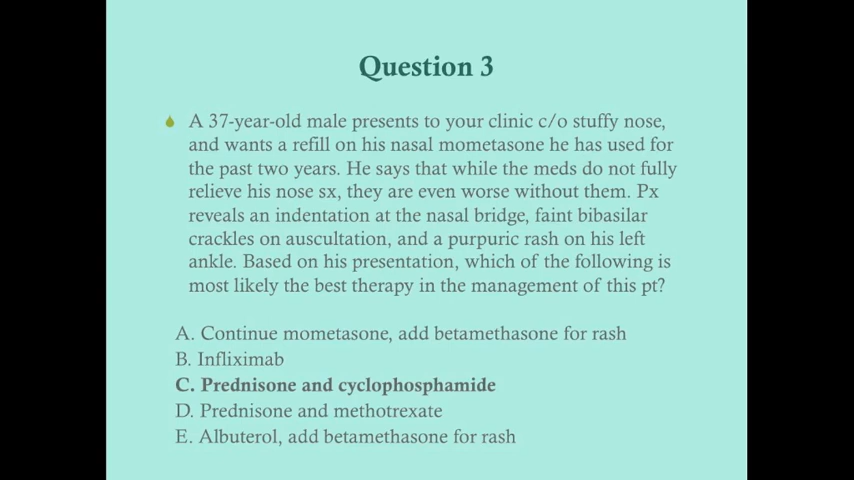 Question 3
A 37-year-old male presents to your clinic c/o stuffy nose,
and wants a refill on his nasal mometasone he has used for
the past two years. He says that while the meds do not fully
relieve his nose sx, they are even worse without them. Px
reveals an indentation at the nasal bridge, faint bibasilar
crackles on auscultation, and a purpuric rash on his left
ankle. Based on his presentation, which of the following is
most likely the best therapy in the management of this pt?
A. Continue mometasone, add betamethasone for rash
B. Infliximab
C. Prednisone and cyclophosphamide
D. Prednisone and methotrexate
E. Albuterol, add betamethasone for rash